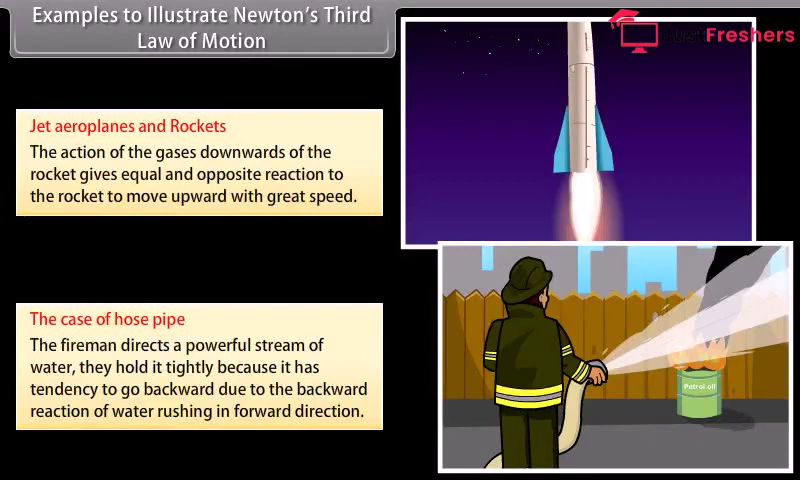 Examples to Illustrate Newton's Third
Law of Motion
Freshers
Jet aeroplanes and Rockets
The action of the gases downwards of the
rocket gives equal and opposite reaction to
the rocket to move upward with great speed.
The case of hose pipe
The fireman directs a powerful stream of
water, they hold it tightly because it has
tendency to go backward due to the backward
reaction of water rushing in forward direction.
Patrol oil